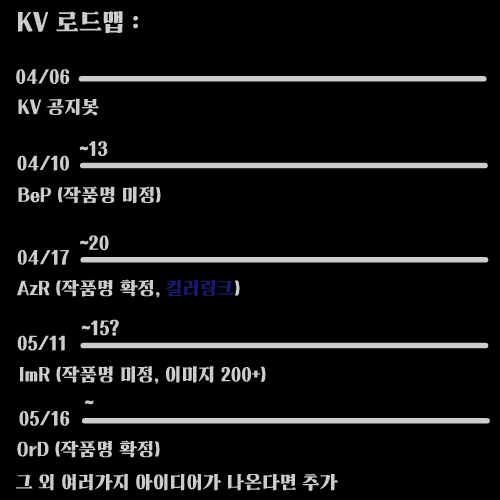 KV 로드맵 :
04/06
KV 공지봇
~13
04/10
BeP (작품명 미정)
~20
04/17
AzR (작품명 확정, 컬러링크)
~15?
05/11
ImR (작품명 미정, 이미지 200+)
~
05/16
OrD (작품명 확정)
그 외 여러가지 아이디어가 나온다면 추가